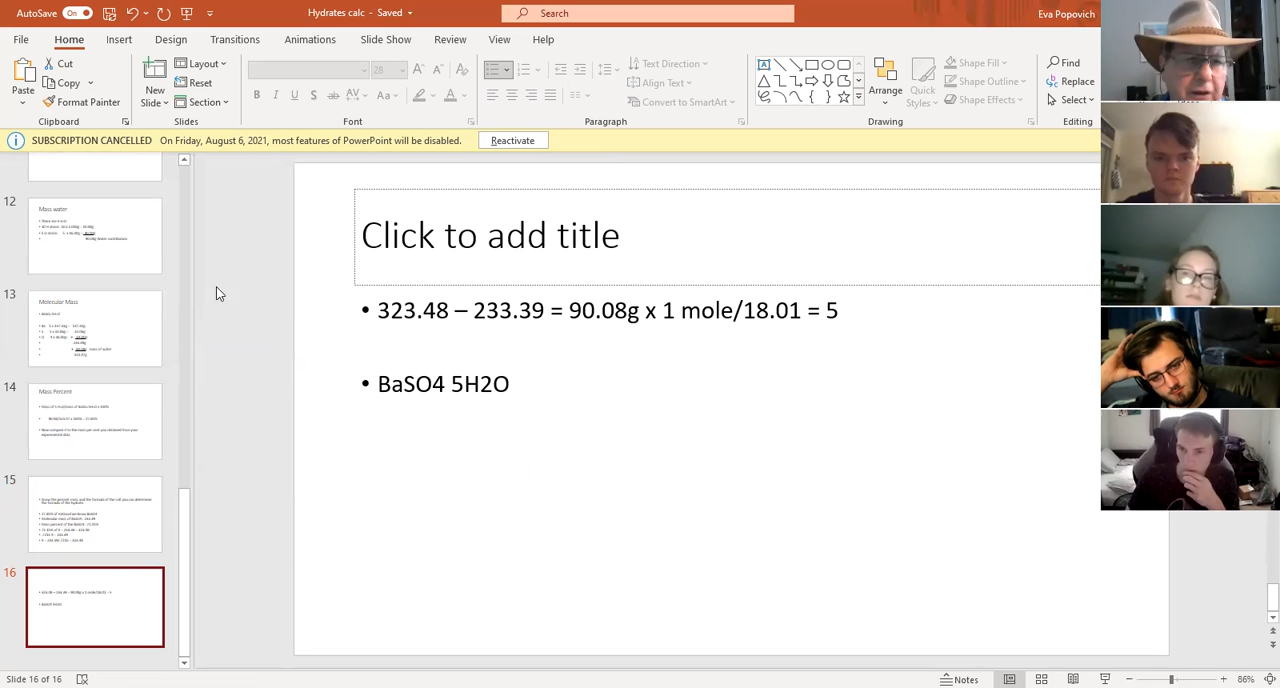 AutoSave On Hydrates calc - Saved Search Eva Popovich
File Home Insert Design Transitions Animations Slide Show Review View Help
Paste Cut Copy Format Painter Clipboard
New Slide Layout Reset Section Slides
28 Font
Text Direction Align Text Convert to SmartArt Paragraph
Arrange Quick Styles Shape Fill Shape Outline Shape Effects Drawing
Find Replace Select Editing
SUBSCRIPTION CANCELLED On Friday, August 6, 2021, most features of PowerPoint will be disabled. Reactivate
12
Mass water
13
Molecular Mass
14
Mass Percent
15
16
Click to add title
• 323.48 – 233.39 = 90.08g x 1 mole/18.01 = 5
• BaSO4 5H2O
Slide 16 of 16 Notes 86%